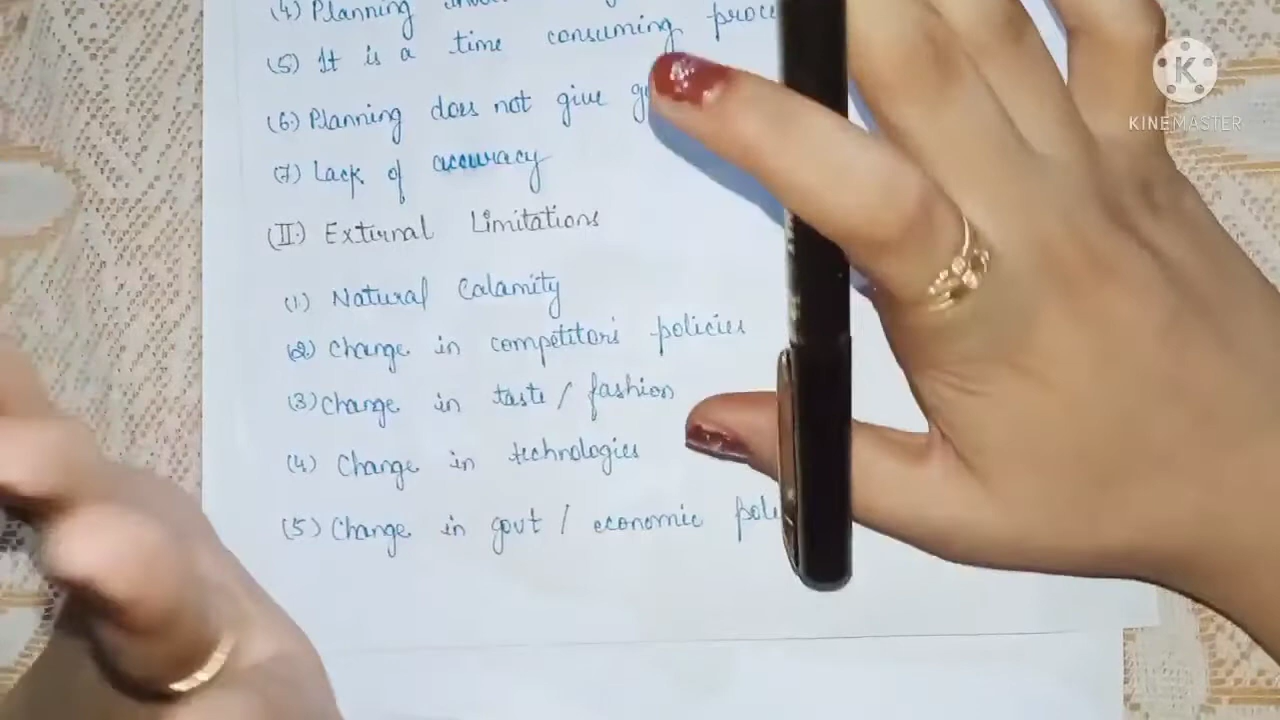 (4) Planning
(5) It is a time consuming
(6) Planning does not give
(7) Lack of accuracy
(II) External Limitations
(1) Natural Calamity
(2) Change in competitors policies
(3) Change in taste / fashion
(4) Change in technologies
(5) Change in govt / economic
K
KINEMASTER